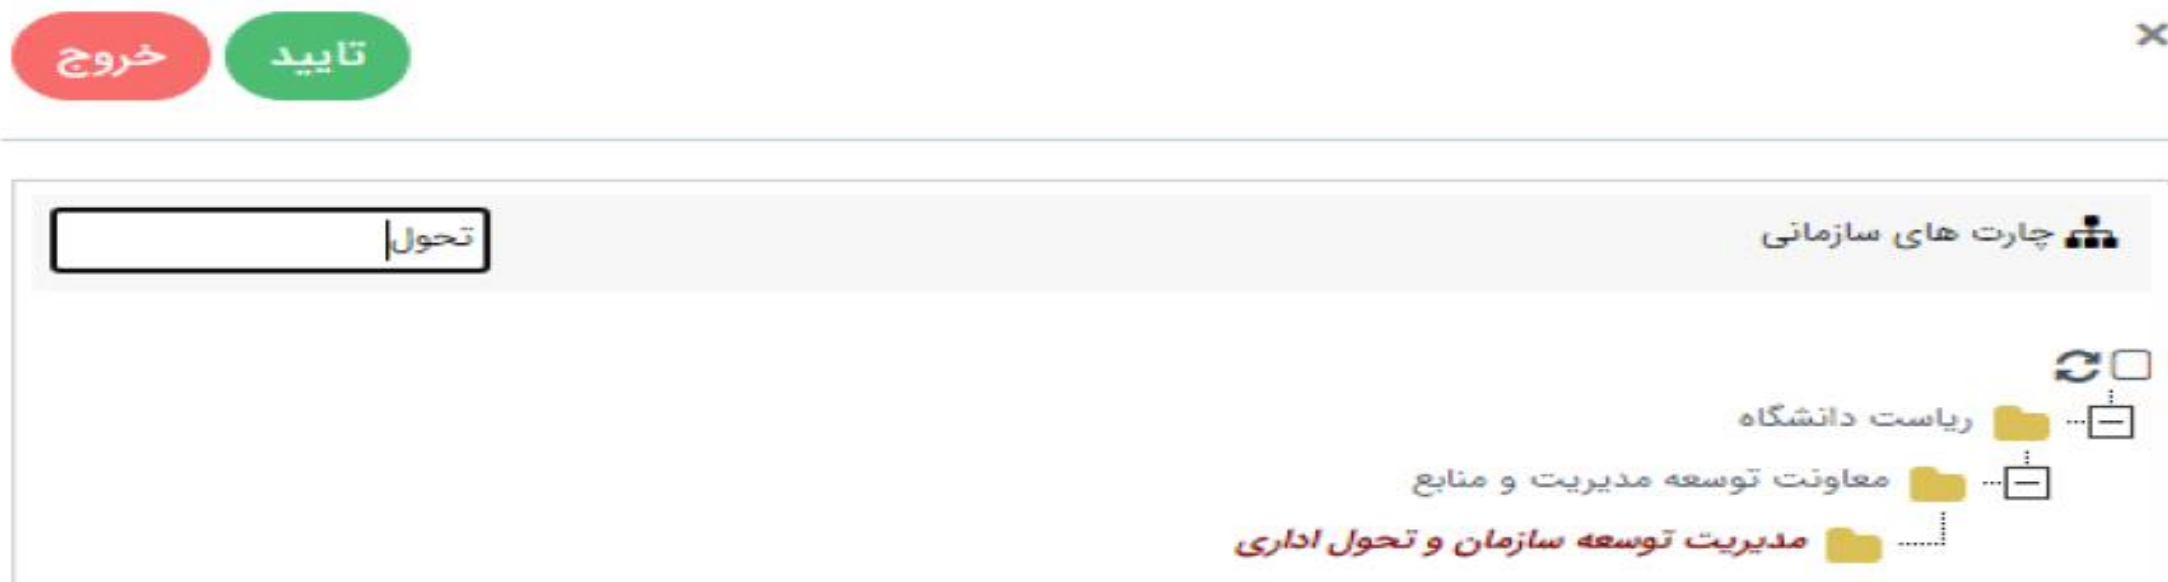 ×
تایید خروج
چارت های سازمانی
تحول
ریاست دانشگاه
معاونت توسعه مدیریت و منابع
مدیریت توسعه سازمان و تحول اداری